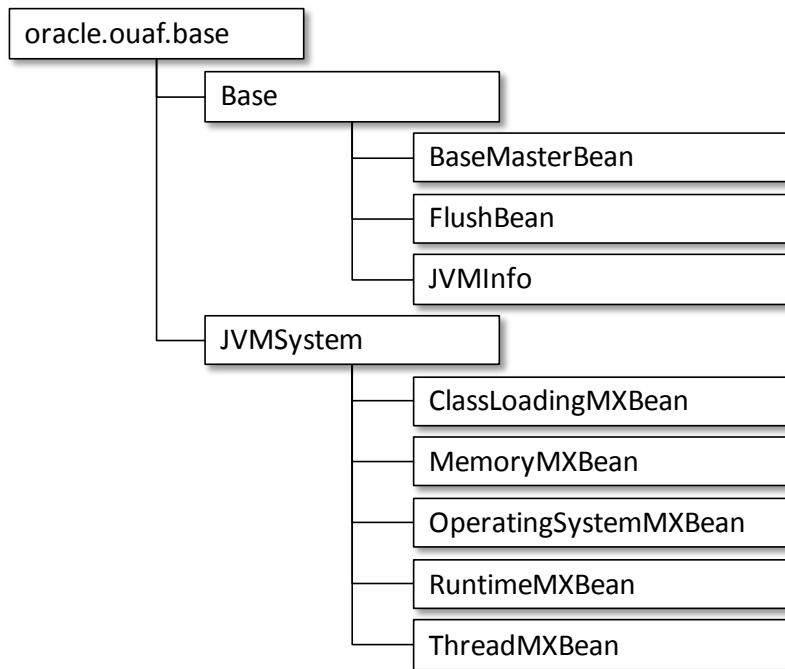 oracle.ouaf.base
Base
BaseMasterBean
FlushBean
JVMInfo
JVMSystem
ClassLoadingMXBean
MemoryMXBean
OperatingSystemMXBean
RuntimeMXBean
ThreadMXBean